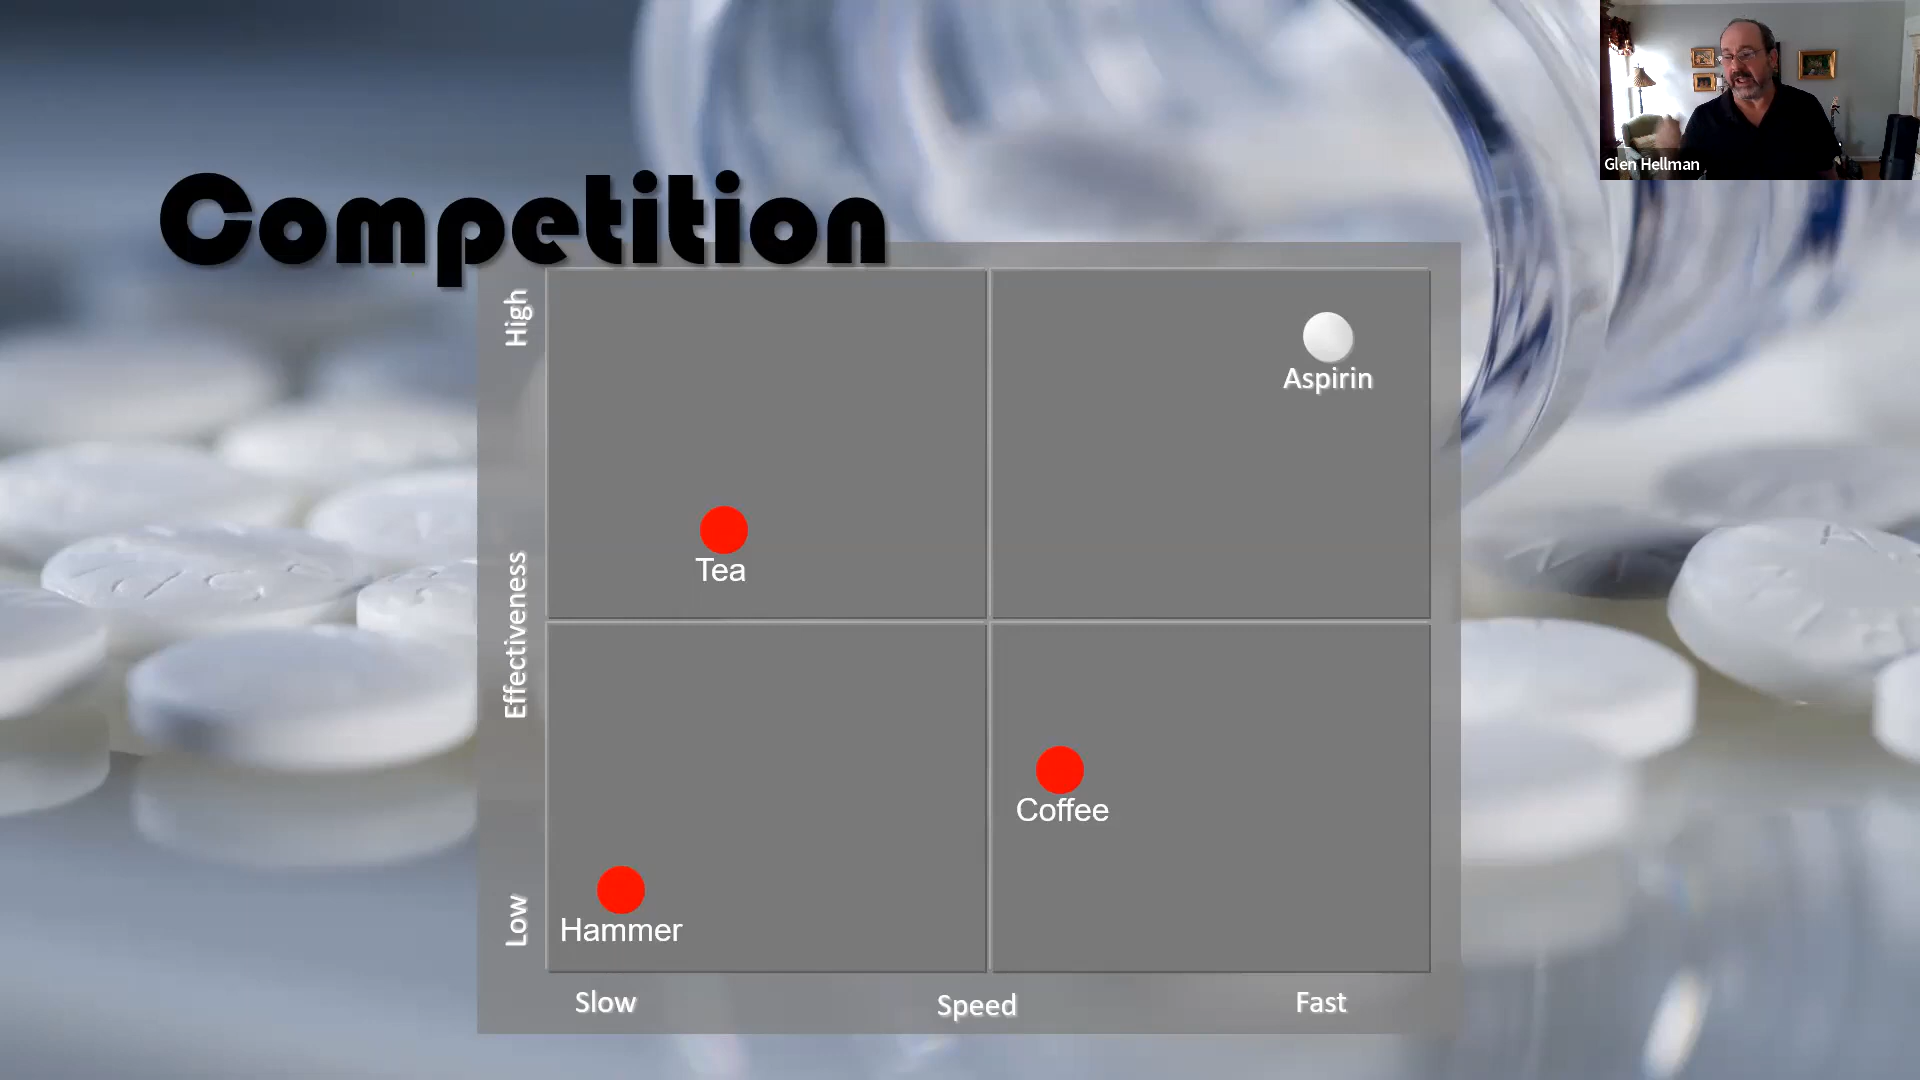 Glen Hellman
Competition
High
Aspirin
Tea
Effectiveness
Coffee
Low
Hammer
Slow
Speed
Fast